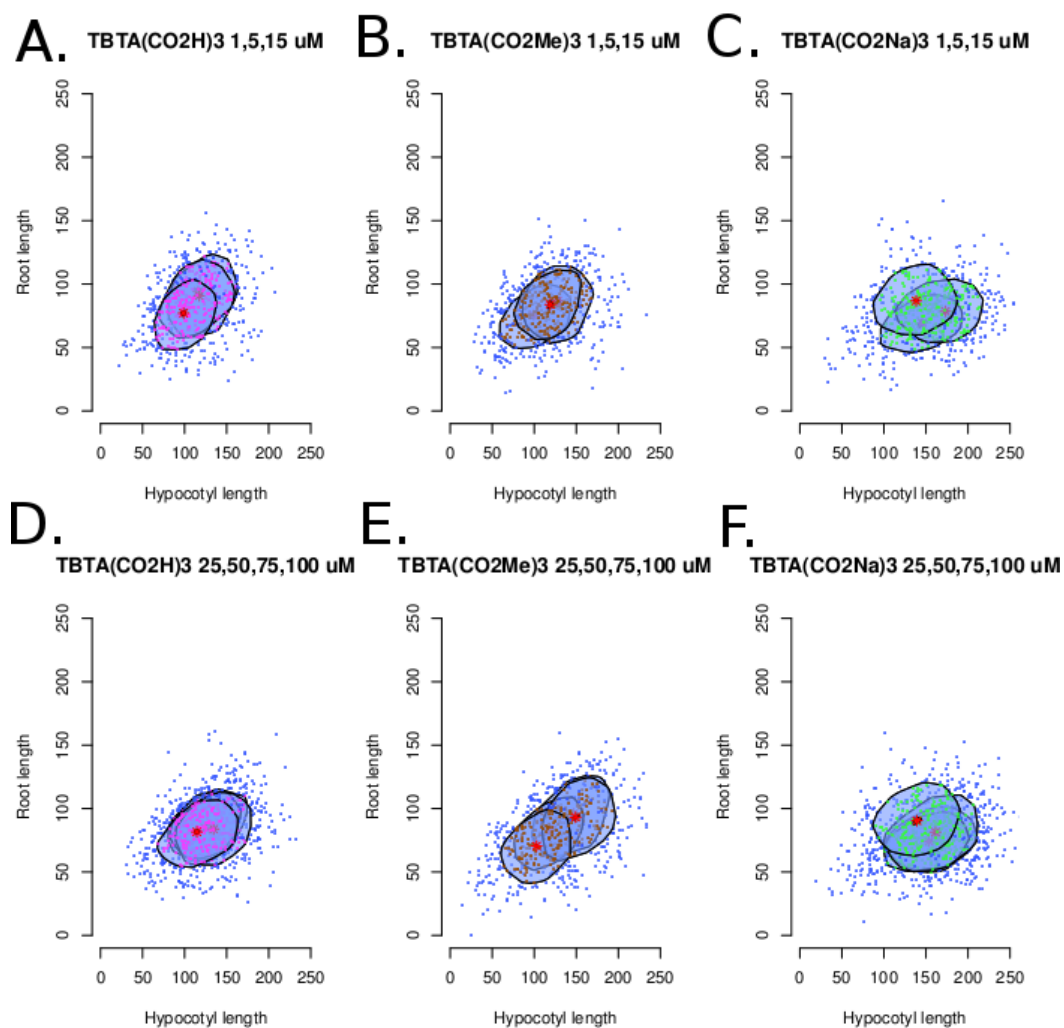 A. B. C.
TBTA(CO2H)3 1,5,15 uM TBTA(CO2Me)3 1,5,15 uM TBTA(CO2Na)3 1,5,15 uM
Root length
0 50 100 150 200 250
0 50 100 150 200 250
Hypocotyl length
Root length
0 50 100 150 200 250
0 50 100 150 200 250
Hypocotyl length
Root length
0 50 100 150 200 250
0 50 100 150 200 250
Hypocotyl length
D. E. F.
TBTA(CO2H)3 25,50,75,100 uM TBTA(CO2Me)3 25,50,75,100 uM TBTA(CO2Na)3 25,50,75,100 uM
Root length
0 50 100 150 200 250
0 50 100 150 200 250
Hypocotyl length
Root length
0 50 100 150 200 250
0 50 100 150 200 250
Hypocotyl length
Root length
0 50 100 150 200 250
0 50 100 150 200 250
Hypocotyl length